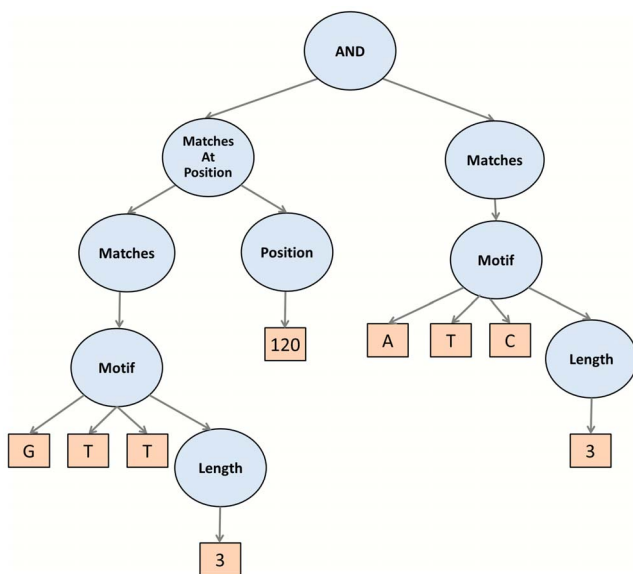 AND
Matches
At
Position
Matches
Matches
Position
Motif
120
A
T
C
Motif
Length
G
T
T
Length
3
3